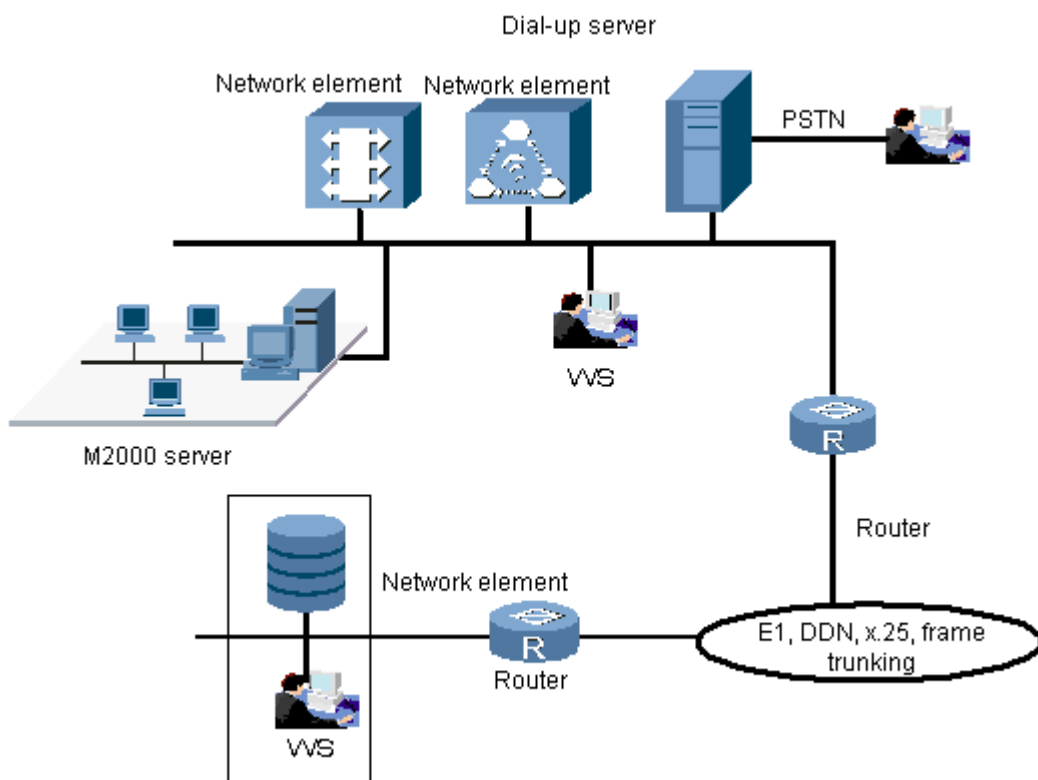 Dial-up server
Network element
Network element
PSTN
WS
M2000 server
R
Router
Network element
E1, DDN, x.25, frame
trunking
R
Router
WS